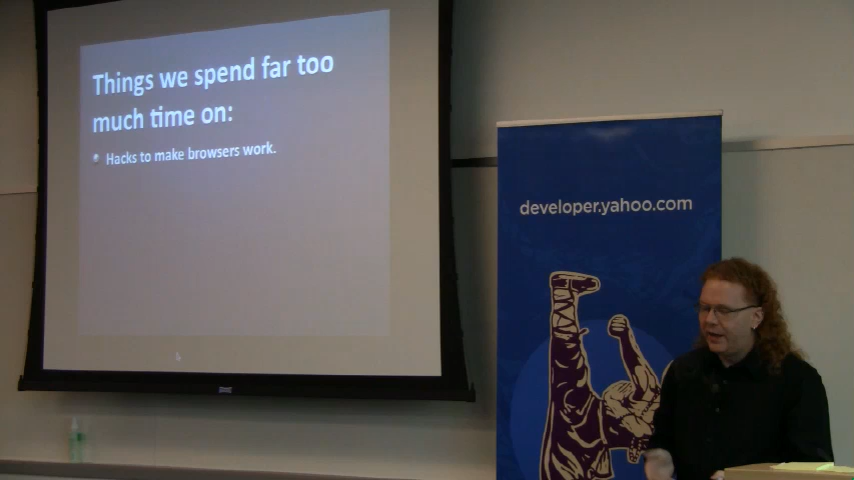 Things we spend far too
much time on:
Hacks to make browsers work.
developer.yahoo.com